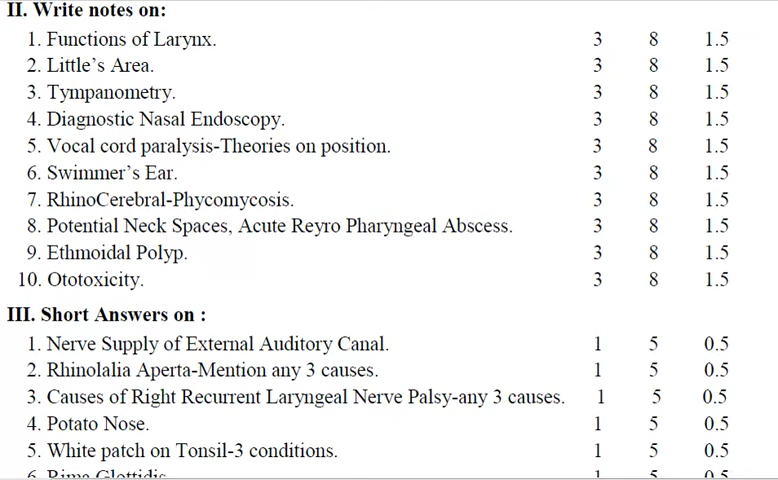 II. Write notes on:
1. Functions of Larynx. 3 8 1.5
2. Little's Area. 3 8 1.5
3. Tympanometry. 3 8 1.5
4. Diagnostic Nasal Endoscopy. 3 8 1.5
5. Vocal cord paralysis-Theories on position. 3 8 1.5
6. Swimmer's Ear. 3 8 1.5
7. RhinoCerebral-Phycomycosis. 3 8 1.5
8. Potential Neck Spaces, Acute Reyro Pharyngeal Abscess. 3 8 1.5
9. Ethmoidal Polyp. 3 8 1.5
10. Ototoxicity. 3 8 1.5
III. Short Answers on :
1. Nerve Supply of External Auditory Canal. 1 5 0.5
2. Rhinolalia Aperta-Mention any 3 causes. 1 5 0.5
3. Causes of Right Recurrent Laryngeal Nerve Palsy-any 3 causes. 1 5 0.5
4. Potato Nose. 1 5 0.5
5. White patch on Tonsil-3 conditions. 1 5 0.5
6. Rima Glottidis 1 5 0.5